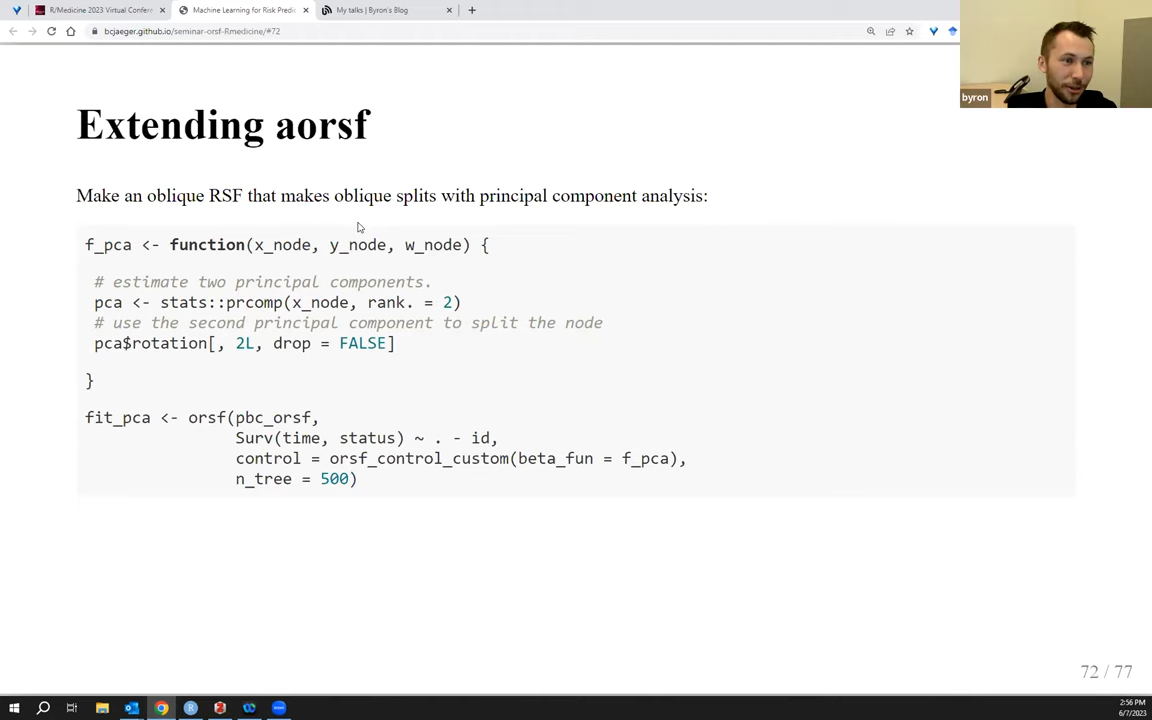 R/Medicine 2023 Virtual Confere
Machine Learning for Risk Predic
My talks | Byron's Blog
bcjaeger.github.io/seminar-orsf-Rmedicine/#72
byron
Extending aorsf
Make an oblique RSF that makes oblique splits with principal component analysis:
f_pca <- function(x_node, y_node, w_node) {
# estimate two principal components.
pca <- stats::prcomp(x_node, rank. = 2)
# use the second principal component to split the node
pca$rotation[, 2L, drop = FALSE]
}
fit_pca <- orsf(pbc_orsf,
Surv(time, status) ~ . - id,
control = orsf_control_custom(beta_fun = f_pca),
n_tree = 500)
72 / 77
2:56 PM
6/7/2023